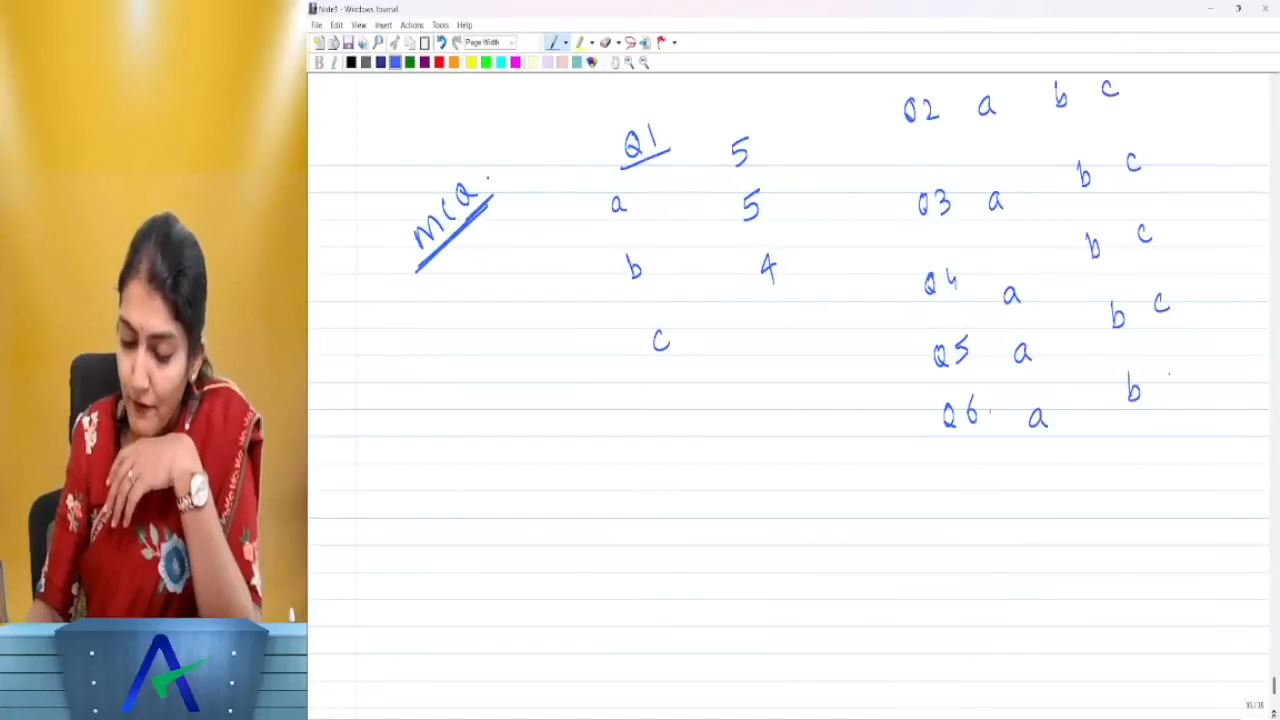 Note1 - Windows Journal
File Edit View Insert Actions Tools Help
Page Width
B I
MCQ
Q1 5
a 5
b 4
c
Q2 a b c
Q3 a b c
Q4 a b c
Q5 a b c
Q6 a b